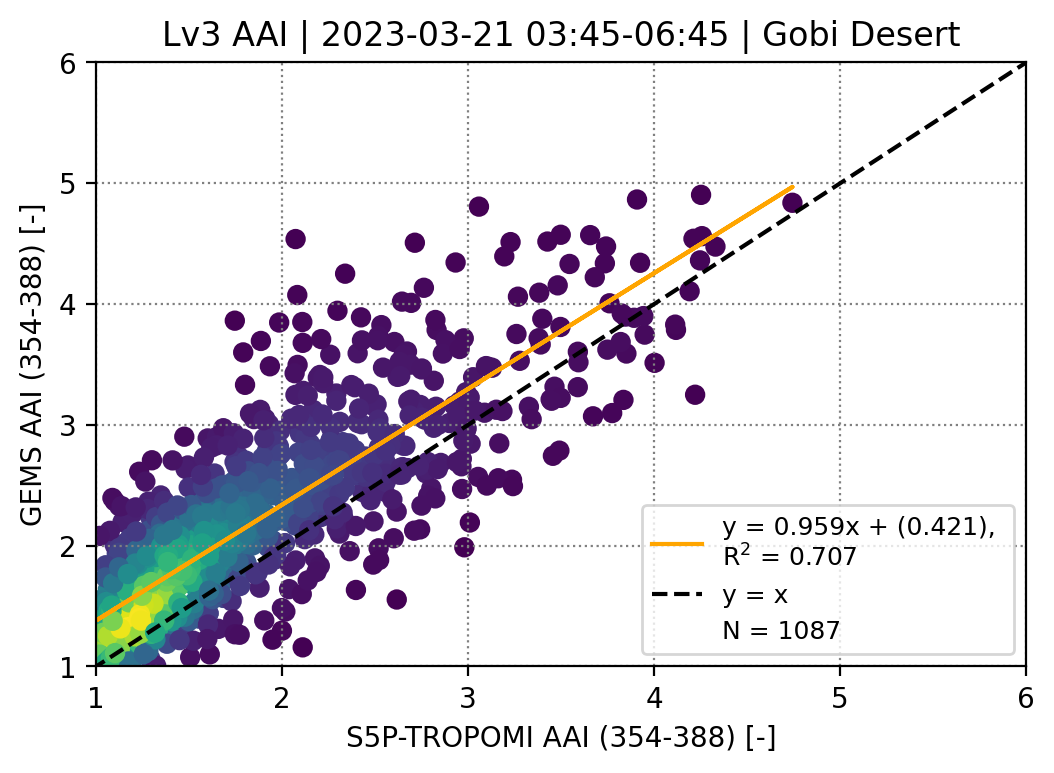 Lv3 AAI | 2023-03-21 03:45-06:45 | Gobi Desert
6
5
4
3
2
1
GEMS AAI (354-388) [-]
y = 0.959x + (0.421),
R² = 0.707
y = x
N = 1087
1 2 3 4 5 6
S5P-TROPOMI AAI (354-388) [-]